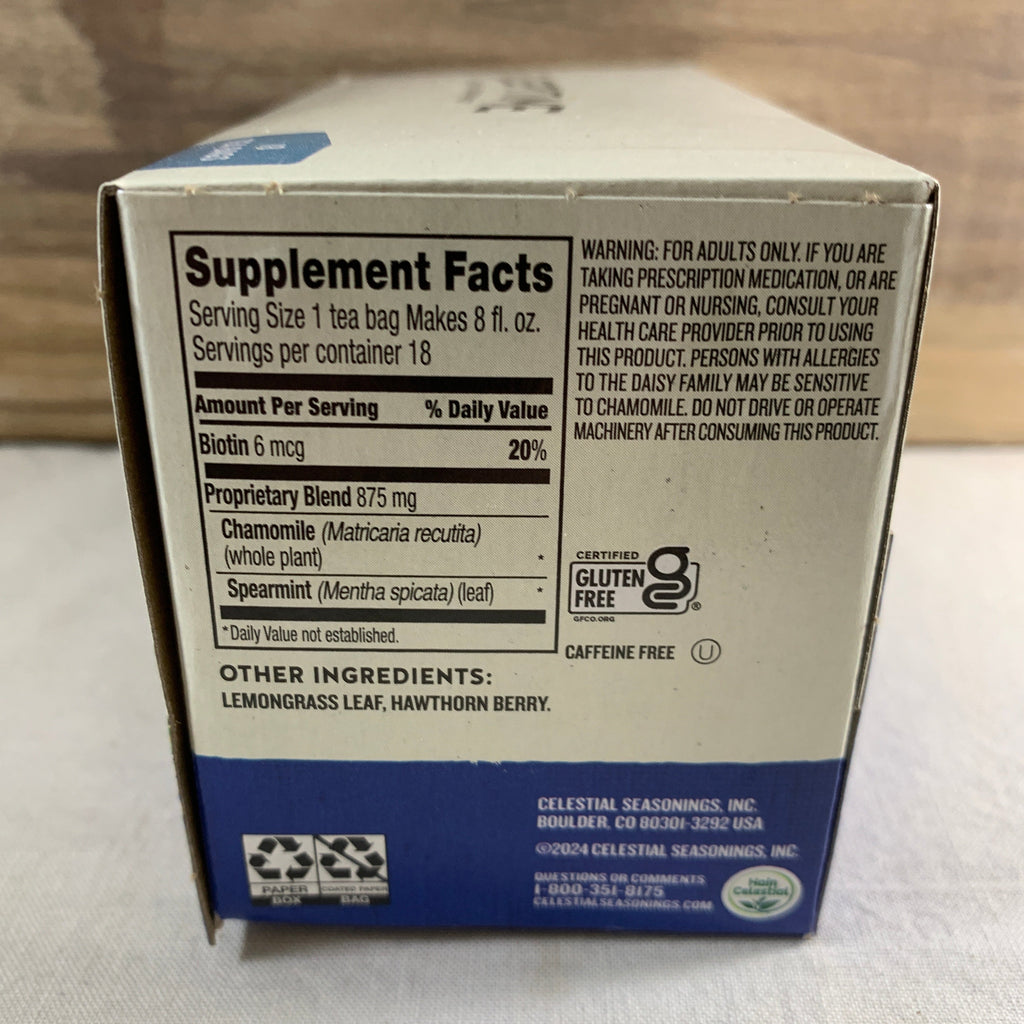 Supplement Facts
Serving Size 1 tea bag Makes 8 fl. oz.
Servings per container 18
Amount Per Serving % Daily Value
Biotin 6 mcg 20%
Proprietary Blend 875 mg
Chamomile (Matricaria recutita)
(whole plant) *
Spearmint (Mentha spicata) (leaf) *
*Daily Value not established.
OTHER INGREDIENTS:
LEMONGRASS LEAF, HAWTHORN BERRY.
WARNING: FOR ADULTS ONLY. IF YOU ARE
TAKING PRESCRIPTION MEDICATION, OR ARE
PREGNANT OR NURSING, CONSULT YOUR
HEALTH CARE PROVIDER PRIOR TO USING
THIS PRODUCT. PERSONS WITH ALLERGIES
TO THE DAISY FAMILY MAY BE SENSITIVE
TO CHAMOMILE. DO NOT DRIVE OR OPERATE
MACHINERY AFTER CONSUMING THIS PRODUCT.
CERTIFIED
GLUTEN
FREE
g
®
GFCO.ORG
CAFFEINE FREE U
PAPER
BOX
COATED PAPER
BAG
CELESTIAL SEASONINGS, INC.
BOULDER, CO 80301-3292 USA
©2024 CELESTIAL SEASONINGS, INC.
QUESTIONS OR COMMENTS
1-800-351-8175
CELESTIALSEASONINGS.COM
Hain
Celestial